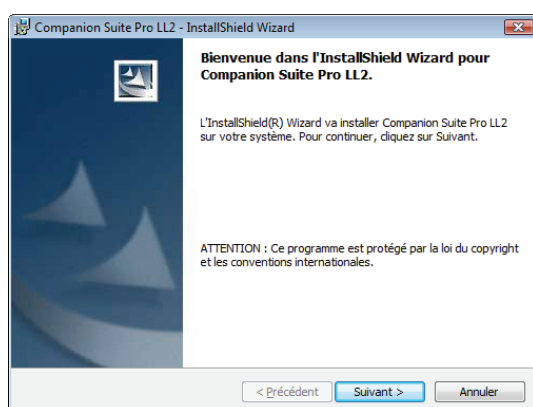 Companion Suite Pro LL2 - InstallShield Wizard
Bienvenue dans l'InstallShield Wizard pour
Companion Suite Pro LL2.
L'InstallShield(R) Wizard va installer Companion Suite Pro LL2
sur votre système. Pour continuer, cliquez sur Suivant.
ATTENTION : Ce programme est protégé par la loi du copyright
et les conventions internationales.
< Précédent
Suivant >
Annuler